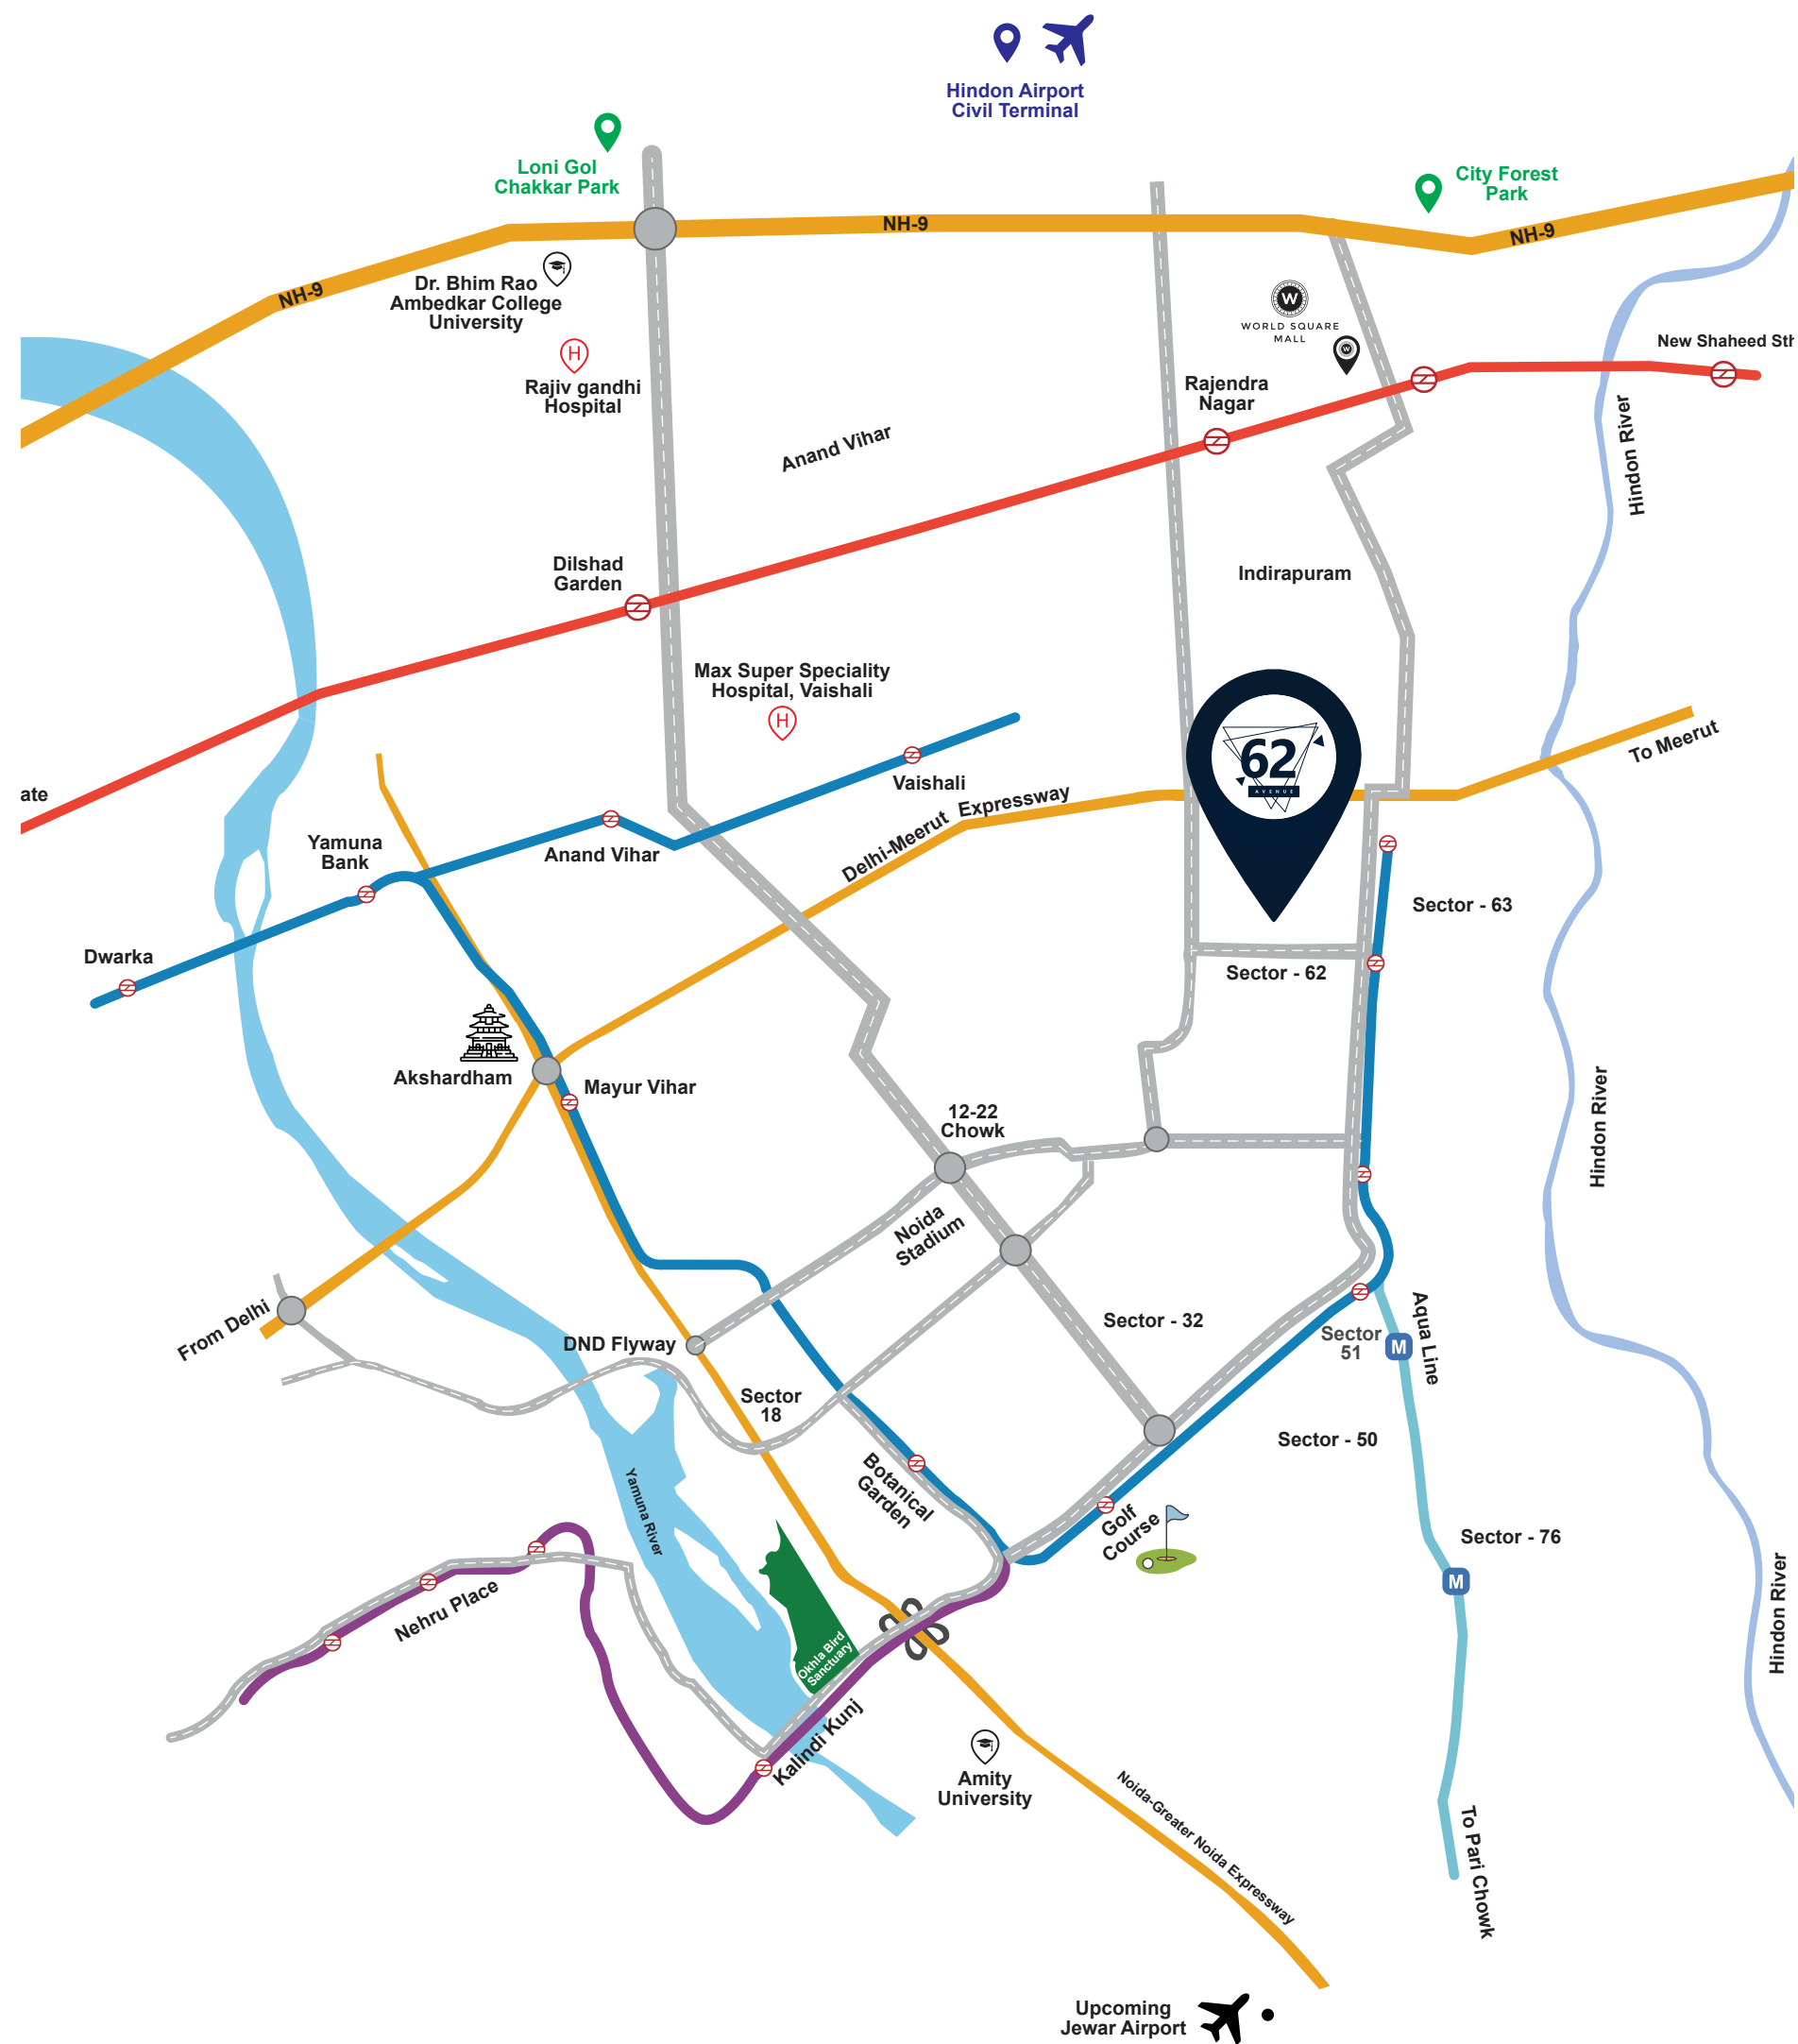 Hindon Airport
Civil Terminal
Loni Gol
Chakkar Park
City Forest
Park
NH-9
NH-9
NH-9
Dr. Bhim Rao
Ambedkar College
University
W
WORLD SQUARE
MALL
New Shaheed Sth
H
Rajiv gandhi
Hospital
Rajendra
Nagar
Anand Vihar
Hindon River
Dilshad
Garden
Indirapuram
Max Super Speciality
Hospital, Vaishali
H
62
AVENUE
To Meerut
ate
Vaishali
Delhi-Meerut Expressway
Yamuna
Bank
Anand Vihar
Sector - 63
Dwarka
Sector - 62
Akshardham
Mayur Vihar
12-22
Chowk
Hindon River
Noida
Stadium
From Delhi
DND Flyway
Sector - 32
Sector
51
M
Aqua Line
Sector
18
Sector - 50
Botanical
Garden
Yamuna River
Golf
Course
Sector - 76
M
Nehru Place
Okhla Bird
Sanctuary
Hindon River
Kalindi Kunj
Amity
University
Noida-Greater Noida Expressway
To Pari Chowk
Upcoming
Jewar Airport